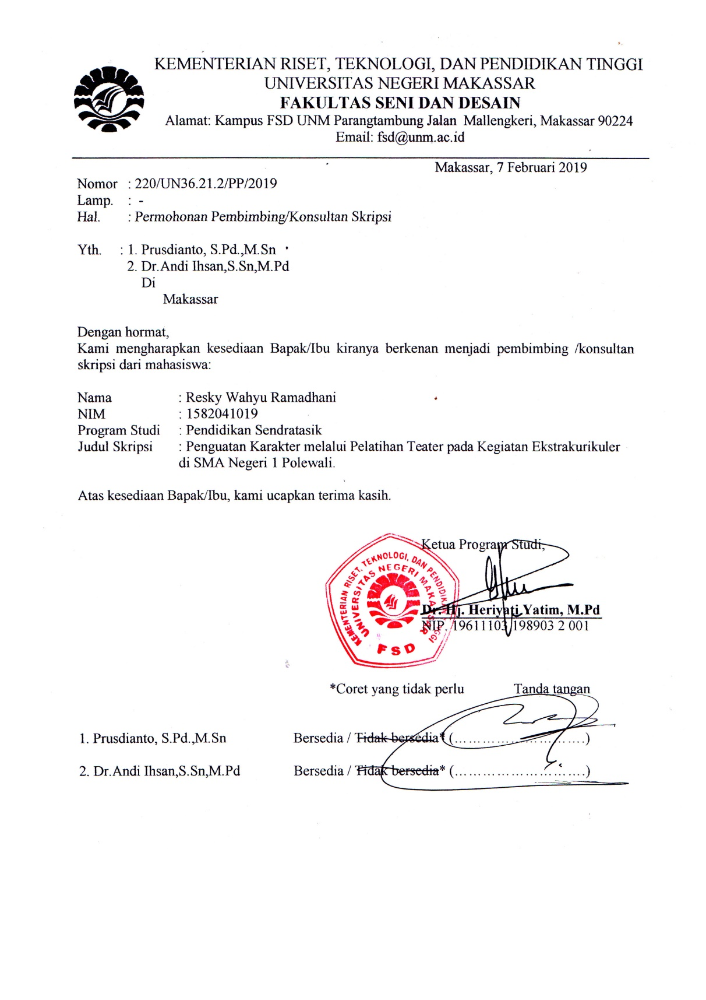 KEMENTERIAN RISET, TEKNOLOGI, DAN PENDIDIKAN TINGGI
UNIVERSITAS NEGERI MAKASSAR
FAKULTAS SENI DAN DESAIN
Alamat: Kampus FSD UNM Parangtambung Jalan Mallengkeri, Makassar 90224
Email: fsd@unm.ac.id
Makassar, 7 Februari 2019
Nomor : 220/UN36.21.2/PP/2019
Lamp. : -
Hal. : Permohonan Pembimbing/Konsultan Skripsi
Yth. : 1. Prusdianto, S.Pd.,M.Sn
2. Dr.Andi Ihsan,S.Sn,M.Pd
Di
Makassar
Dengan hormat,
Kami mengharapkan kesediaan Bapak/Ibu kiranya berkenan menjadi pembimbing /konsultan
skripsi dari mahasiswa:
Nama : Resky Wahyu Ramadhani
NIM : 1582041019
Program Studi : Pendidikan Sendratasik
Judul Skripsi : Penguatan Karakter melalui Pelatihan Teater pada Kegiatan Ekstrakurikuler
di SMA Negeri 1 Polewali.
Atas kesediaan Bapak/Ibu, kami ucapkan terima kasih.
Ketua Program Studi,
KEMENTERIAN RISET, TEKNOLOGI, DAN PENDIDIKAN TINGGI
UNIVERSITAS NEGERI MAKASSAR
FSD
Dr. Hj. Heriyati Yatim, M.Pd
NIP. 19611103 198903 2 001
*Coret yang tidak perlu Tanda tangan
1. Prusdianto, S.Pd.,M.Sn Bersedia / Tidak bersedia* (............................)
2. Dr.Andi Ihsan,S.Sn,M.Pd Bersedia / Tidak bersedia* (............................)